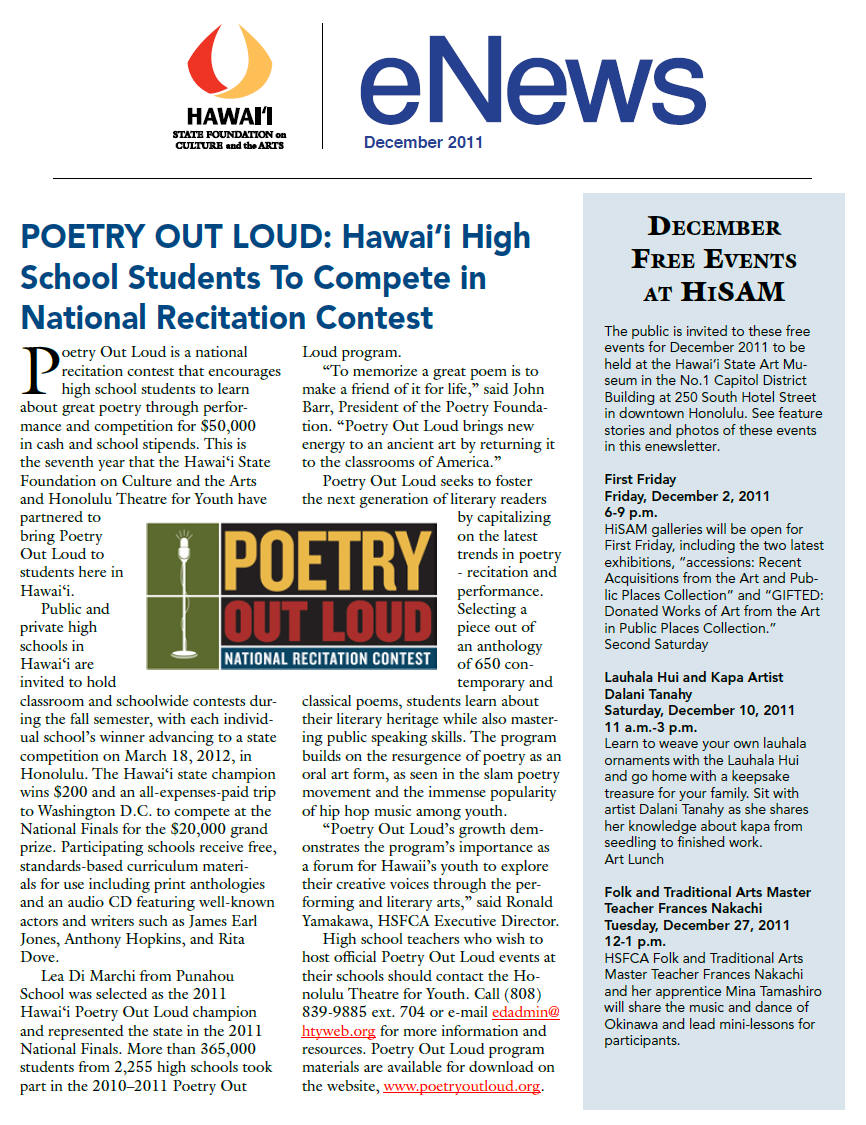 HAWAIʻI
STATE FOUNDATION on
CULTURE and the ARTS
eNews
December 2011
POETRY OUT LOUD: Hawaiʻi High
School Students To Compete in
National Recitation Contest
Poetry Out Loud is a national
recitation contest that encourages
high school students to learn
about great poetry through perfor-
mance and competition for $50,000
in cash and school stipends. This is
the seventh year that the Hawaiʻi State
Foundation on Culture and the Arts
and Honolulu Theatre for Youth have
partnered to
bring Poetry
Out Loud to
students here in
Hawaiʻi.
Public and
private high
schools in
Hawaiʻi are
invited to hold
classroom and schoolwide contests dur-
ing the fall semester, with each individ-
ual school’s winner advancing to a state
competition on March 18, 2012, in
Honolulu. The Hawaiʻi state champion
wins $200 and an all-expenses-paid trip
to Washington D.C. to compete at the
National Finals for the $20,000 grand
prize. Participating schools receive free,
standards-based curriculum materi-
als for use including print anthologies
and an audio CD featuring well-known
actors and writers such as James Earl
Jones, Anthony Hopkins, and Rita
Dove.
Lea Di Marchi from Punahou
School was selected as the 2011
Hawaiʻi Poetry Out Loud champion
and represented the state in the 2011
National Finals. More than 365,000
students from 2,255 high schools took
part in the 2010–2011 Poetry Out
Loud program.
“To memorize a great poem is to
make a friend of it for life,” said John
Barr, President of the Poetry Founda-
tion. “Poetry Out Loud brings new
energy to an ancient art by returning it
to the classrooms of America.”
Poetry Out Loud seeks to foster
the next generation of literary readers
by capitalizing
on the latest
trends in poetry
- recitation and
performance.
Selecting a
piece out of
an anthology
of 650 con-
temporary and
classical poems, students learn about
their literary heritage while also master-
ing public speaking skills. The program
builds on the resurgence of poetry as an
oral art form, as seen in the slam poetry
movement and the immense popularity
of hip hop music among youth.
“Poetry Out Loud’s growth dem-
onstrates the program’s importance as
a forum for Hawaii’s youth to explore
their creative voices through the per-
forming and literary arts,” said Ronald
Yamakawa, HSFCA Executive Director.
High school teachers who wish to
host official Poetry Out Loud events at
their schools should contact the Ho-
nolulu Theatre for Youth. Call (808)
839-9885 ext. 704 or e-mail edadmin@
htyweb.org for more information and
resources. Poetry Out Loud program
materials are available for download on
the website, www.poetryoutloud.org.
POETRY
OUT LOUD
NATIONAL RECITATION CONTEST
DECEMBER
FREE EVENTS
AT HISAM
The public is invited to these free
events for December 2011 to be
held at the Hawai’i State Art Mu-
seum in the No.1 Capitol District
Building at 250 South Hotel Street
in downtown Honolulu. See feature
stories and photos of these events
in this enewsletter.
First Friday
Friday, December 2, 2011
6-9 p.m.
HiSAM galleries will be open for
First Friday, including the two latest
exhibitions, “accessions: Recent
Acquisitions from the Art and Pub-
lic Places Collection” and “GIFTED:
Donated Works of Art from the Art
in Public Places Collection.”
Second Saturday
Lauhala Hui and Kapa Artist
Dalani Tanahy
Saturday, December 10, 2011
11 a.m.-3 p.m.
Learn to weave your own lauhala
ornaments with the Lauhala Hui
and go home with a keepsake
treasure for your family. Sit with
artist Dalani Tanahy as she shares
her knowledge about kapa from
seedling to finished work.
Art Lunch
Folk and Traditional Arts Master
Teacher Frances Nakachi
Tuesday, December 27, 2011
12-1 p.m.
HSFCA Folk and Traditional Arts
Master Teacher Frances Nakachi
and her apprentice Mina Tamashiro
will share the music and dance of
Okinawa and lead mini-lessons for
participants.